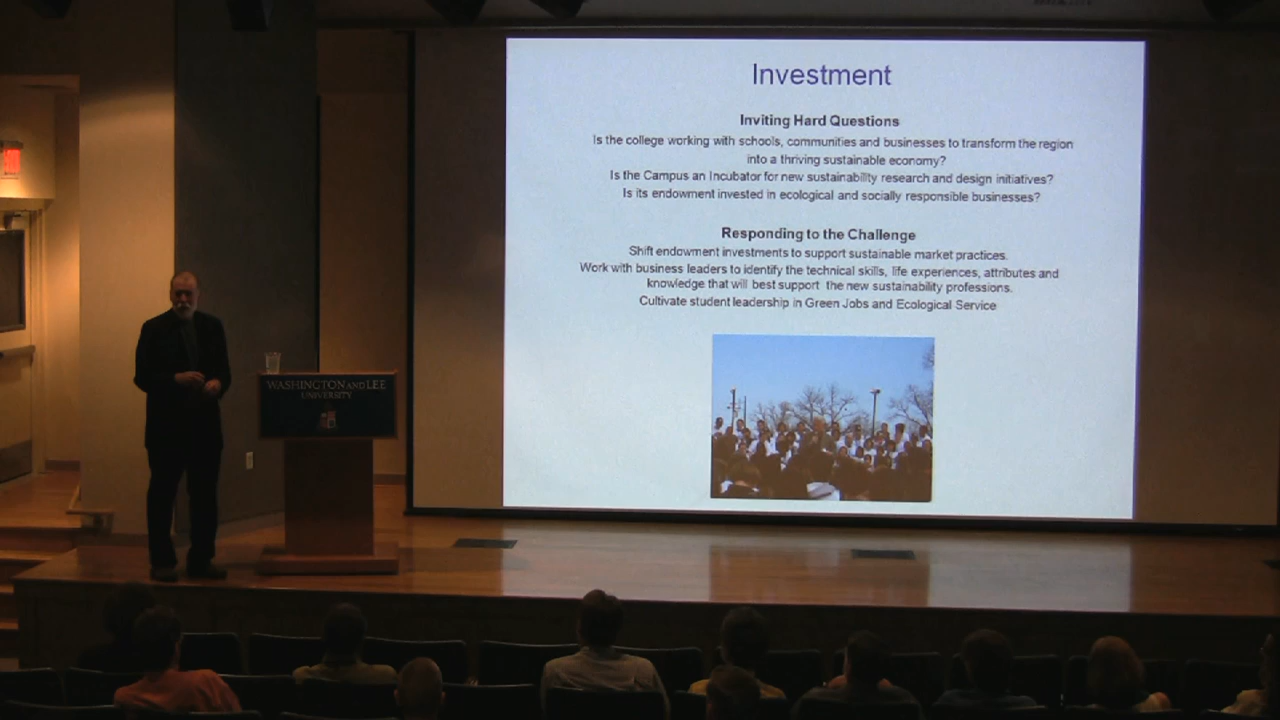 Investment
Inviting Hard Questions
Is the college working with schools, communities and businesses to transform the region
into a thriving sustainable economy?
Is the Campus an Incubator for new sustainability research and design initiatives?
Is its endowment invested in ecological and socially responsible businesses?
Responding to the Challenge
Shift endowment investments to support sustainable market practices.
Work with business leaders to identify the technical skills, life experiences, attributes and
knowledge that will best support the new sustainability professions.
Cultivate student leadership in Green Jobs and Ecological Service
WASHINGTON AND LEE
UNIVERSITY